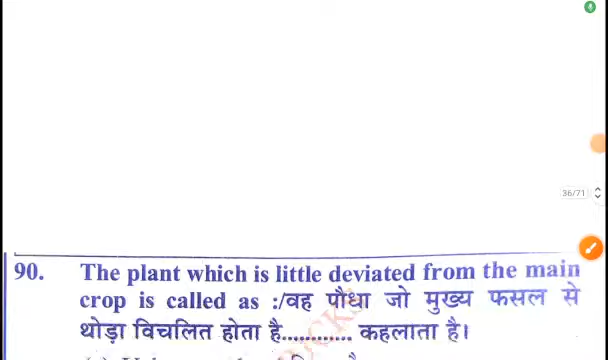 36/71
90. The plant which is little deviated from the main
crop is called as :/वह पौधा जो मुख्य फसल से
थोड़ा विचलित होता है............ कहलाता है।